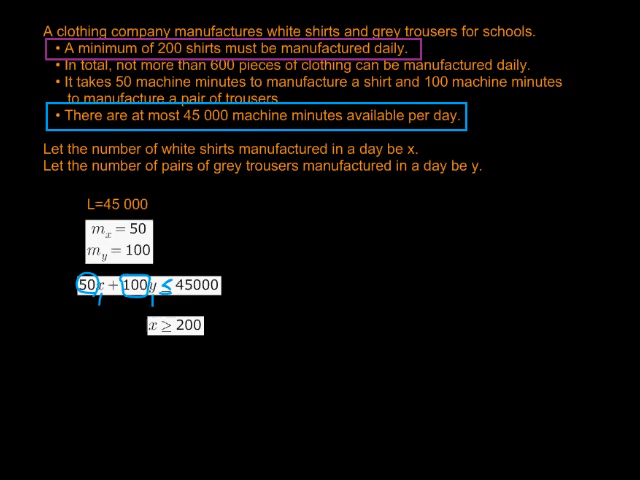 A clothing company manufactures white shirts and grey trousers for schools.
• A minimum of 200 shirts must be manufactured daily.
• In total, not more than 600 pieces of clothing can be manufactured daily.
• It takes 50 machine minutes to manufacture a shirt and 100 machine minutes
to manufacture a pair of trousers
• There are at most 45 000 machine minutes available per day.
Let the number of white shirts manufactured in a day be x.
Let the number of pairs of grey trousers manufactured in a day be y.
L=45 000
mₓ = 50
m_y = 100
50x + 100y ≤ 45000
x ≥ 200